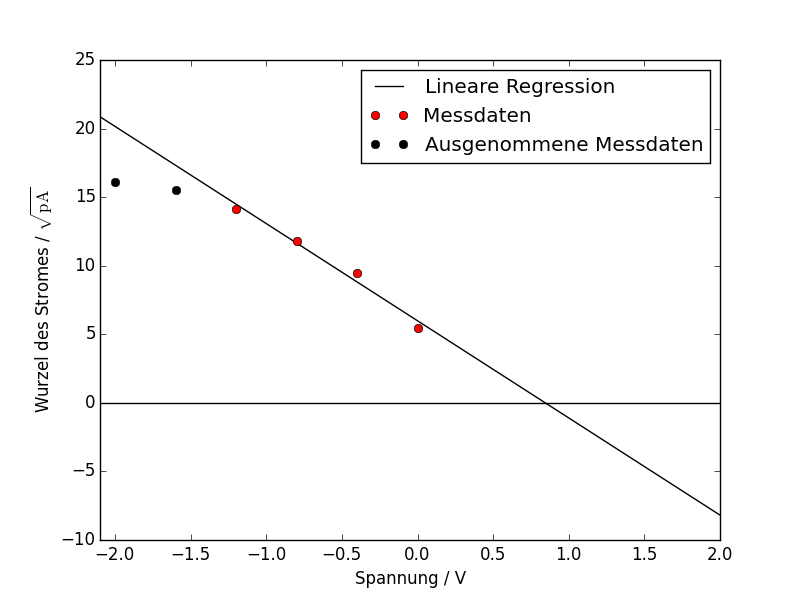 25
20
15
10
5
0
−5
−10
−2.0 −1.5 −1.0 −0.5 0.0 0.5 1.0 1.5 2.0
Spannung / V
Wurzel des Stromes / √pA
Lineare Regression
Messdaten
Ausgenommene Messdaten